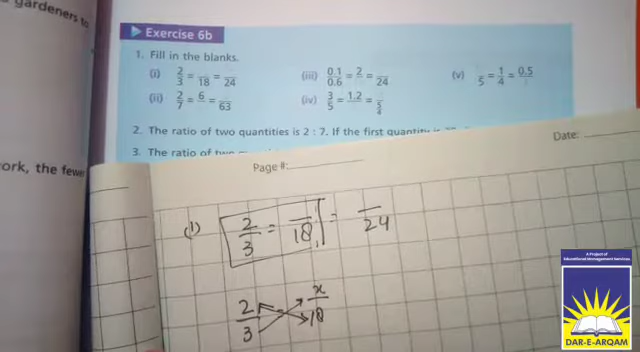 gardeners to
ork, the fewer
Exercise 6b
1. Fill in the blanks.
(i) 2/3 = /18 = /24
(iii) 0.1/0.6 = 2/ = /24
(v) /5 = 1/4 = 0.5/
(ii) 2/7 = 6/ = /63
(iv) 3/5 = 1.2/ = /5/4
2. The ratio of two quantities is 2 : 7. If the first quantity is
3. The ratio of two
Date:
Page #:
(i) 2/3 = /18 = /24
2/3 x/18
A Project of
Educational Management Services
DAR-E-ARQAM